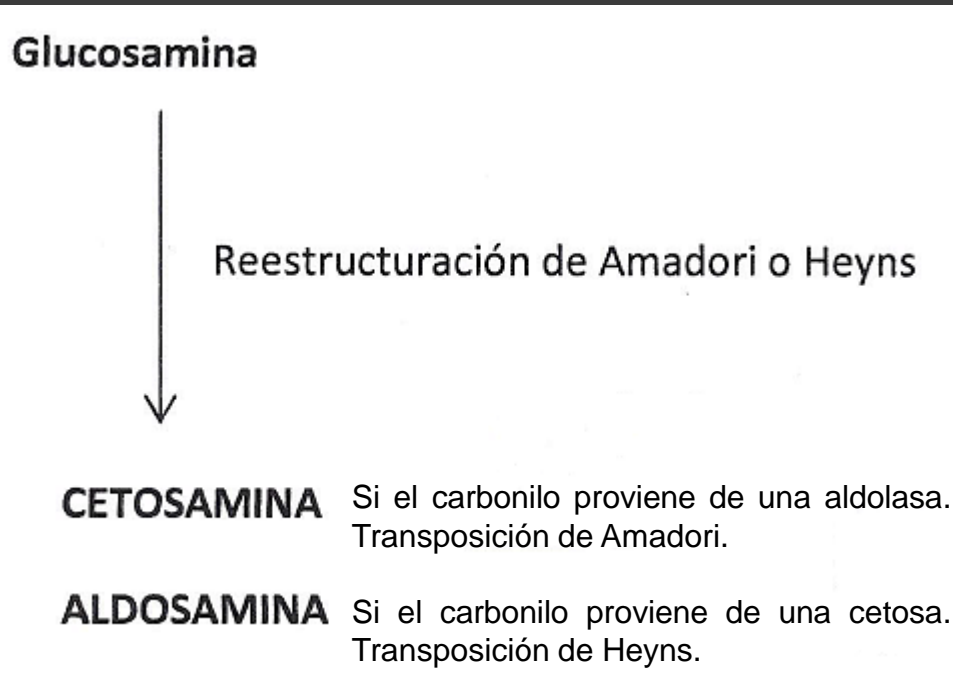 Glucosamina
Reestructuración de Amadori o Heyns
CETOSAMINA Si el carbonilo proviene de una aldolasa.
Transposición de Amadori.
ALDOSAMINA Si el carbonilo proviene de una cetosa.
Transposición de Heyns.